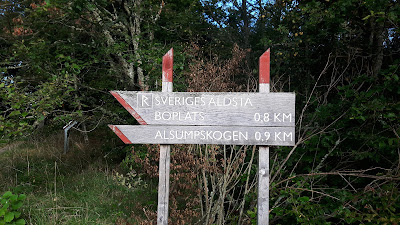 SVERIGES ÄLDSTA
BOPLATS 0,8 KM
ALSUMPSKOGEN 0,9 KM